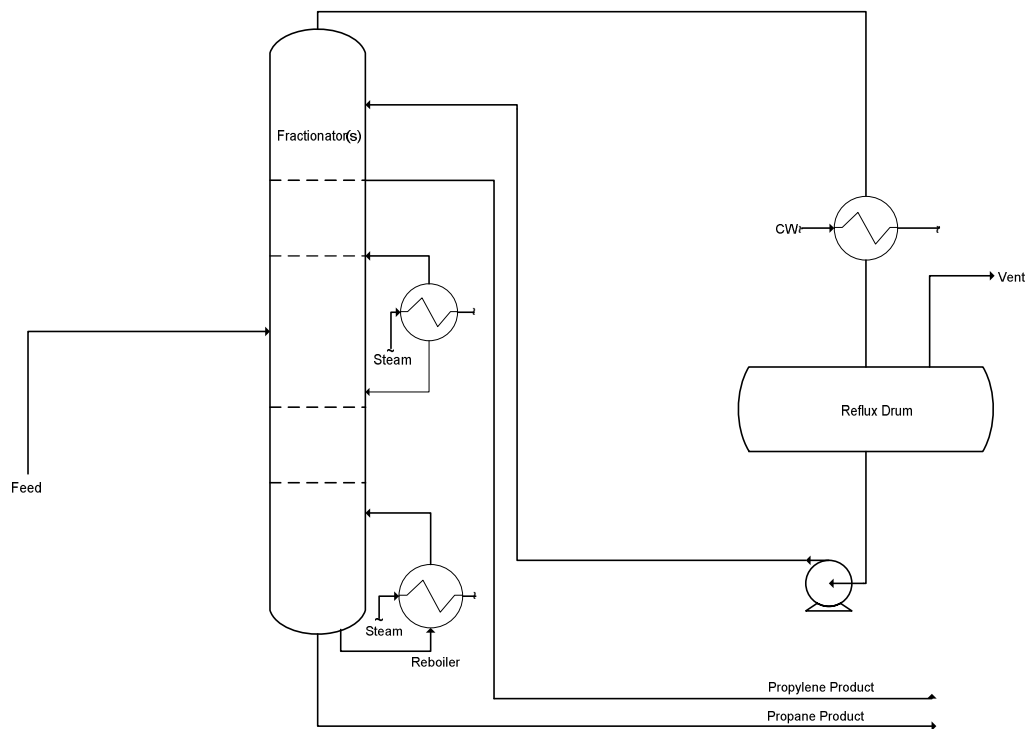 Fractionator(s)
CW
Vent
Steam
Reflux Drum
Feed
Steam
Reboiler
Propylene Product
Propane Product